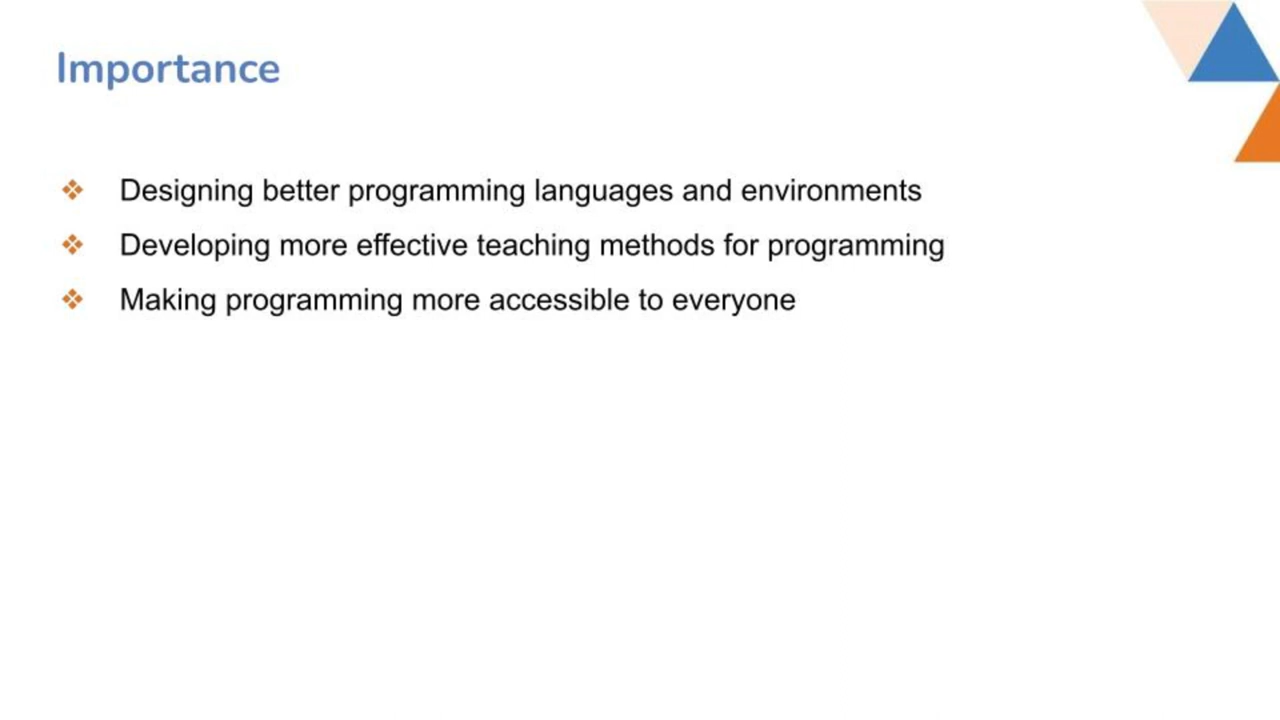 Importance
❖ Designing better programming languages and environments
❖ Developing more effective teaching methods for programming
❖ Making programming more accessible to everyone